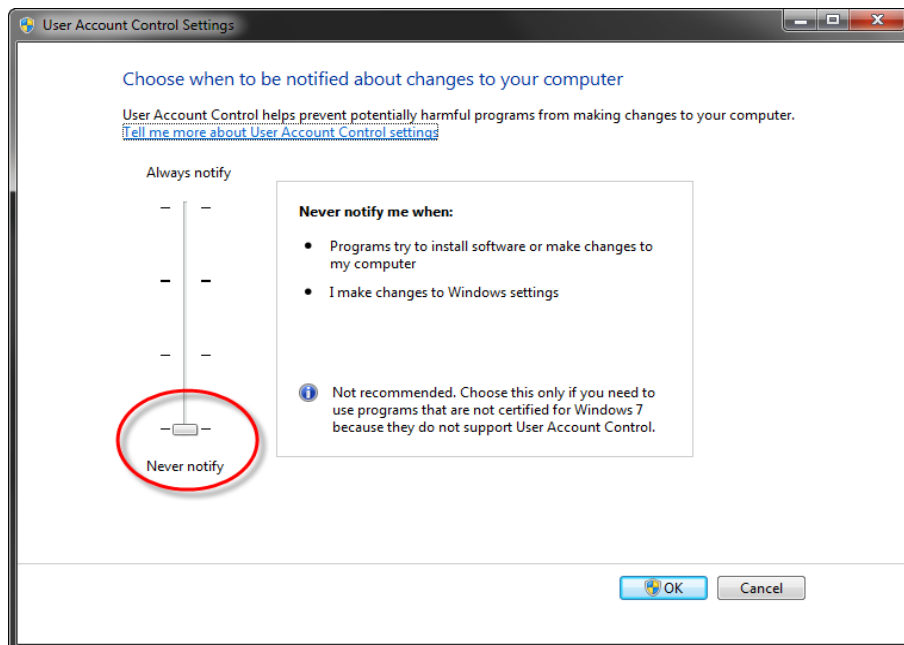 User Account Control Settings
Choose when to be notified about changes to your computer
User Account Control helps prevent potentially harmful programs from making changes to your computer.
Tell me more about User Account Control settings
Always notify
Never notify me when:
Programs try to install software or make changes to
my computer
I make changes to Windows settings
Not recommended. Choose this only if you need to
use programs that are not certified for Windows 7
because they do not support User Account Control.
Never notify
OK
Cancel